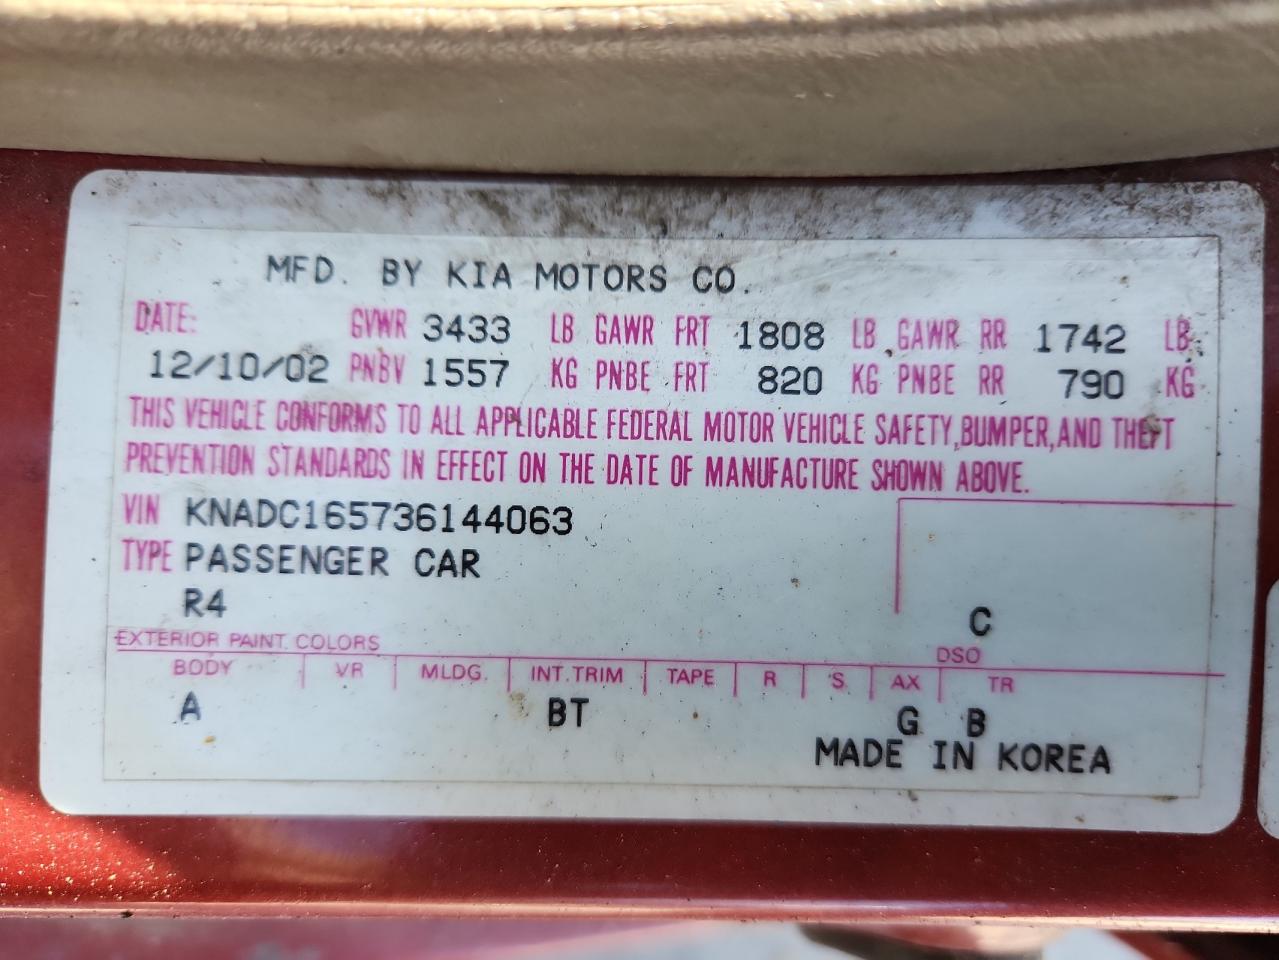 MFD. BY KIA MOTORS CO.
DATE: GVWR 3433 LB GAWR FRT 1808 LB GAWR RR 1742 LB
12/10/02 PNBV 1557 KG PNBE FRT 820 KG PNBE RR 790 KG
THIS VEHICLE CONFORMS TO ALL APPLICABLE FEDERAL MOTOR VEHICLE SAFETY,BUMPER,AND THEFT
PREVENTION STANDARDS IN EFFECT ON THE DATE OF MANUFACTURE SHOWN ABOVE.
VIN KNADC165736144063
TYPE PASSENGER CAR
R4 C
EXTERIOR PAINT COLORS DSO
BODY VR MLDG. INT.TRIM TAPE R S AX TR
A BT G B
MADE IN KOREA